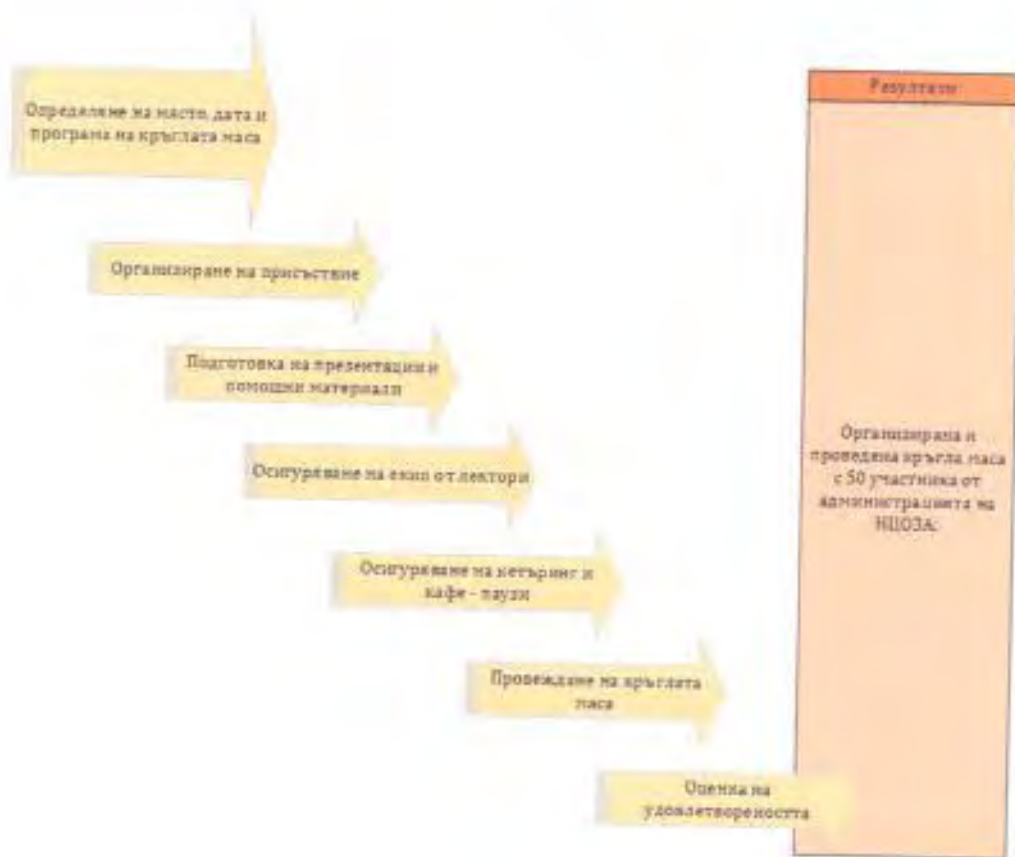 Определяне на място, дата и
програма на кръглата маса
Организиране на присъствие
Подготовка на презентации и
помощни материали
Осигуряване на екип от лектори
Осигуряване на кетъринг и
кафе - паузи
Провеждане на кръглата
маса
Оценка на
удовлетвореността
Резултати
Организирана и
проведена кръгла маса
с 50 участника от
администрацията на
НЦОЗА.